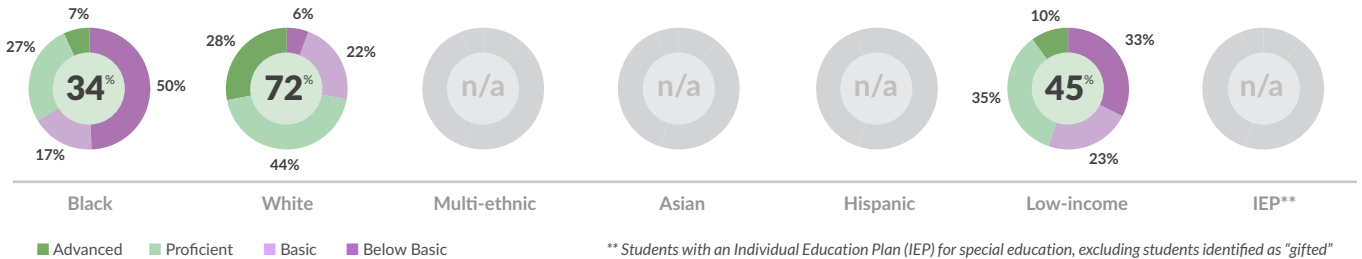 7%
27%
34%
50%
17%
6%
28%
22%
72%
44%
n/a
n/a
n/a
10%
33%
35%
45%
23%
n/a
Black White Multi-ethnic Asian Hispanic Low-income IEP**
Advanced Proficient Basic Below Basic
** Students with an Individual Education Plan (IEP) for special education, excluding students identified as “gifted”